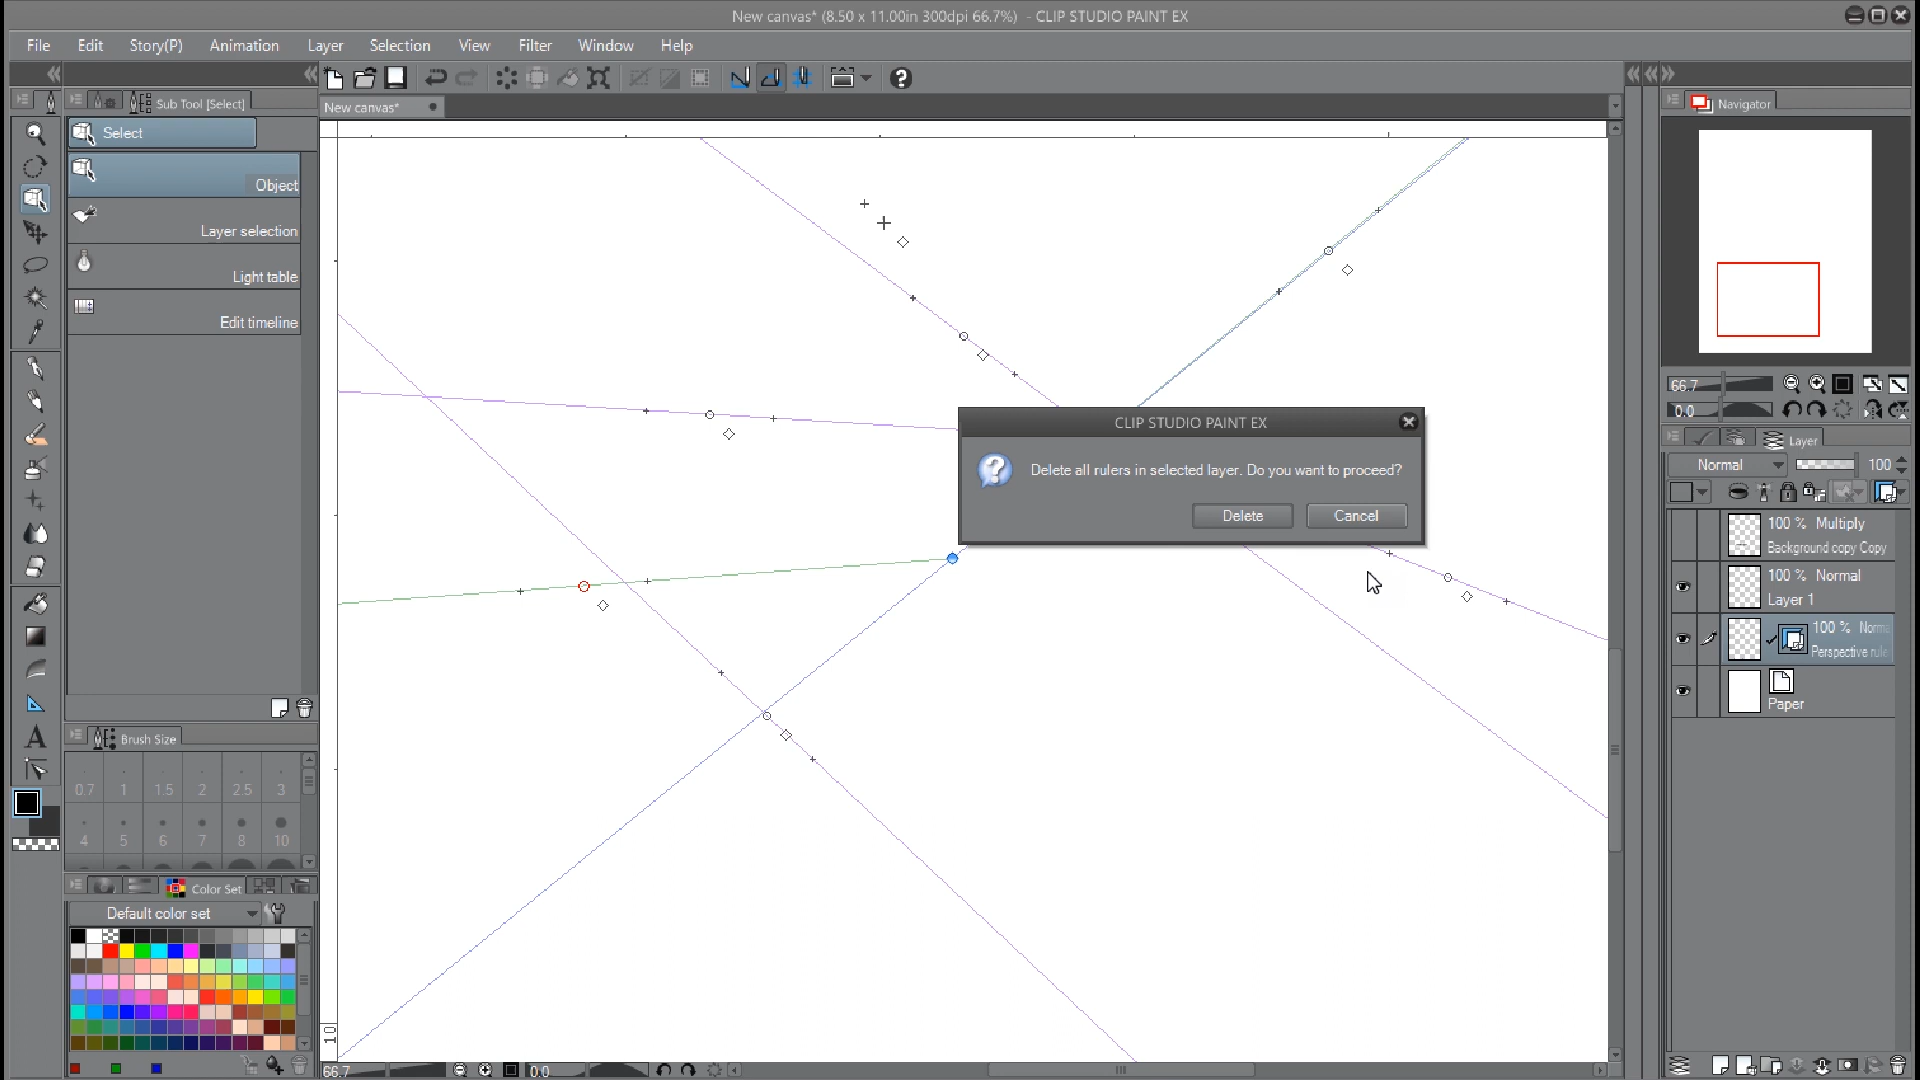 New canvas* (8.50 x 11.00in 300dpi 66.7%) - CLIP STUDIO PAINT EX
File Edit Story(P) Animation Layer Selection View Filter Window Help
Sub Tool [Select]
New canvas*
Navigator
Select
Object
Layer selection
Light table
Edit timeline
66.7
0.0
Layer
Normal 100
CLIP STUDIO PAINT EX
Delete all rulers in selected layer. Do you want to proceed?
Delete Cancel
100 % Multiply
Background copy Copy
100 % Normal
Layer 1
100 % Norma
Perspective rule
Paper
Brush Size
0.7 1 1.5 2 2.5 3
4 5 6 7 8 10
Color Set
Default color set
10
66.7 0.0